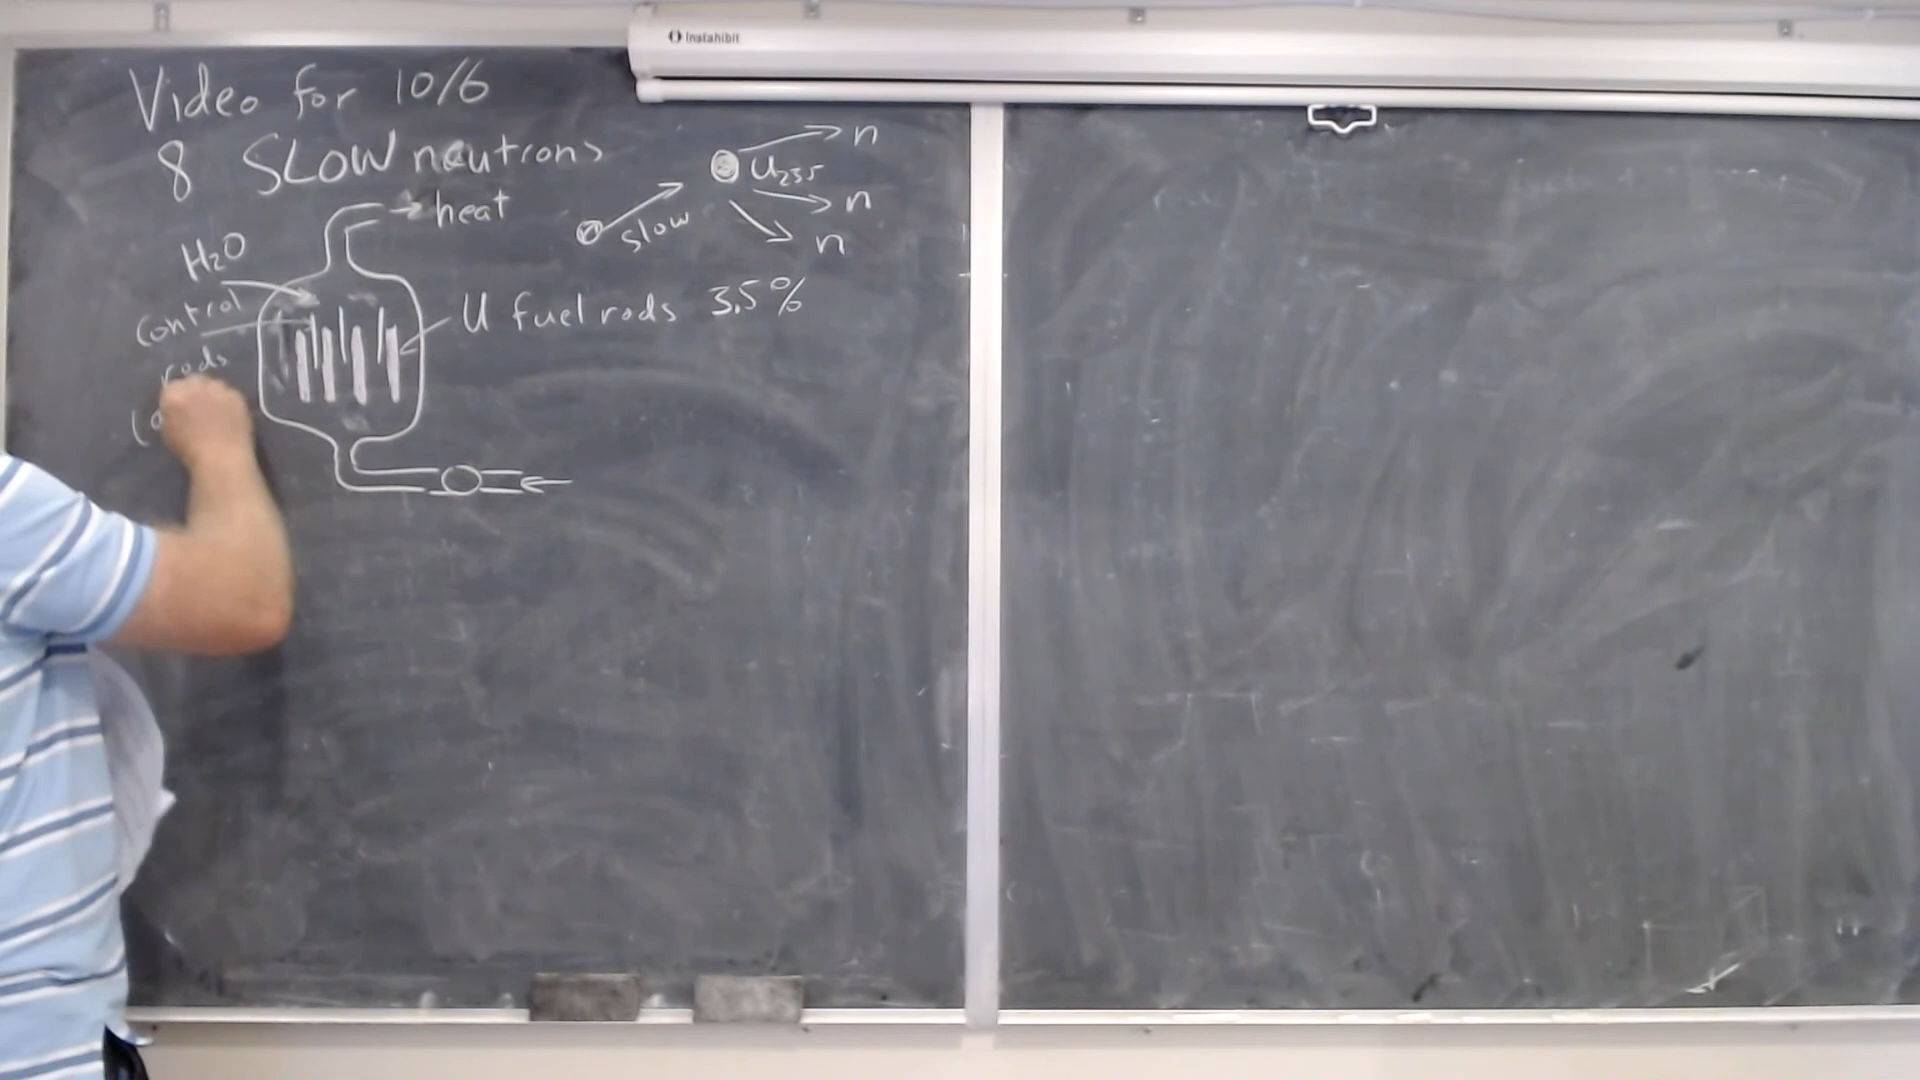 Instahibit
Video for 10/6
8 SLOW neutrons
n
U235
n
n
slow
n
heat
H2O
control
rods
U fuel rods 3.5%